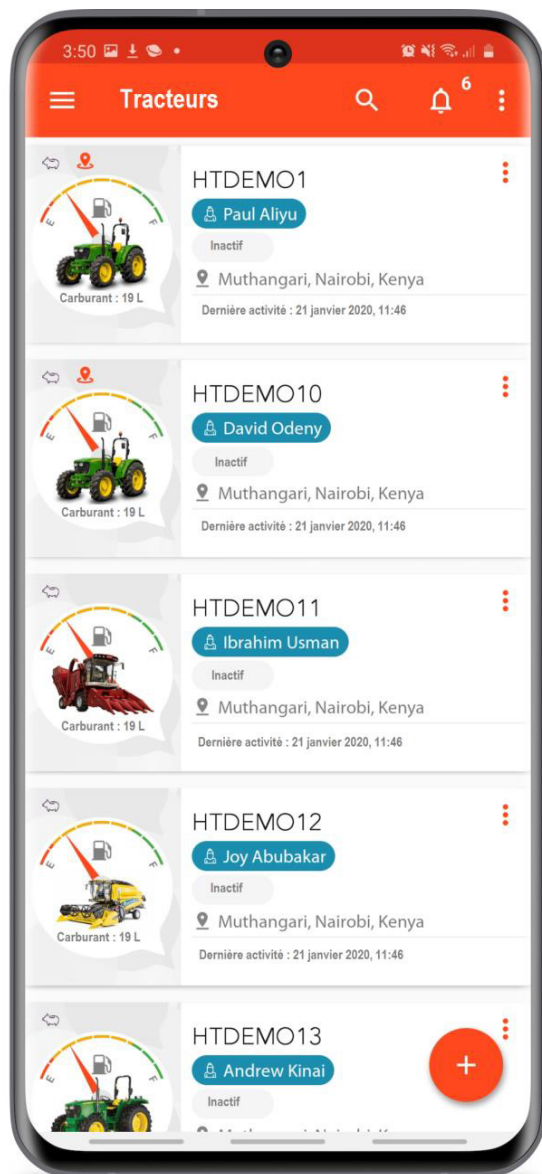 3:50
Tracteurs
6
HTDEMO1
Paul Aliyu
Inactif
Muthangari, Nairobi, Kenya
E F
Carburant : 19 L
Dernière activité : 21 janvier 2020, 11:46
HTDEMO10
David Odeny
Inactif
Muthangari, Nairobi, Kenya
E F
Carburant : 19 L
Dernière activité : 21 janvier 2020, 11:46
HTDEMO11
Ibrahim Usman
Inactif
Muthangari, Nairobi, Kenya
E F
Carburant : 19 L
Dernière activité : 21 janvier 2020, 11:46
HTDEMO12
Joy Abubakar
Inactif
Muthangari, Nairobi, Kenya
E F
Carburant : 19 L
Dernière activité : 21 janvier 2020, 11:46
HTDEMO13
Andrew Kinai
E F
Inactif